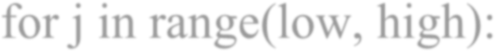 for j in range(low, high):